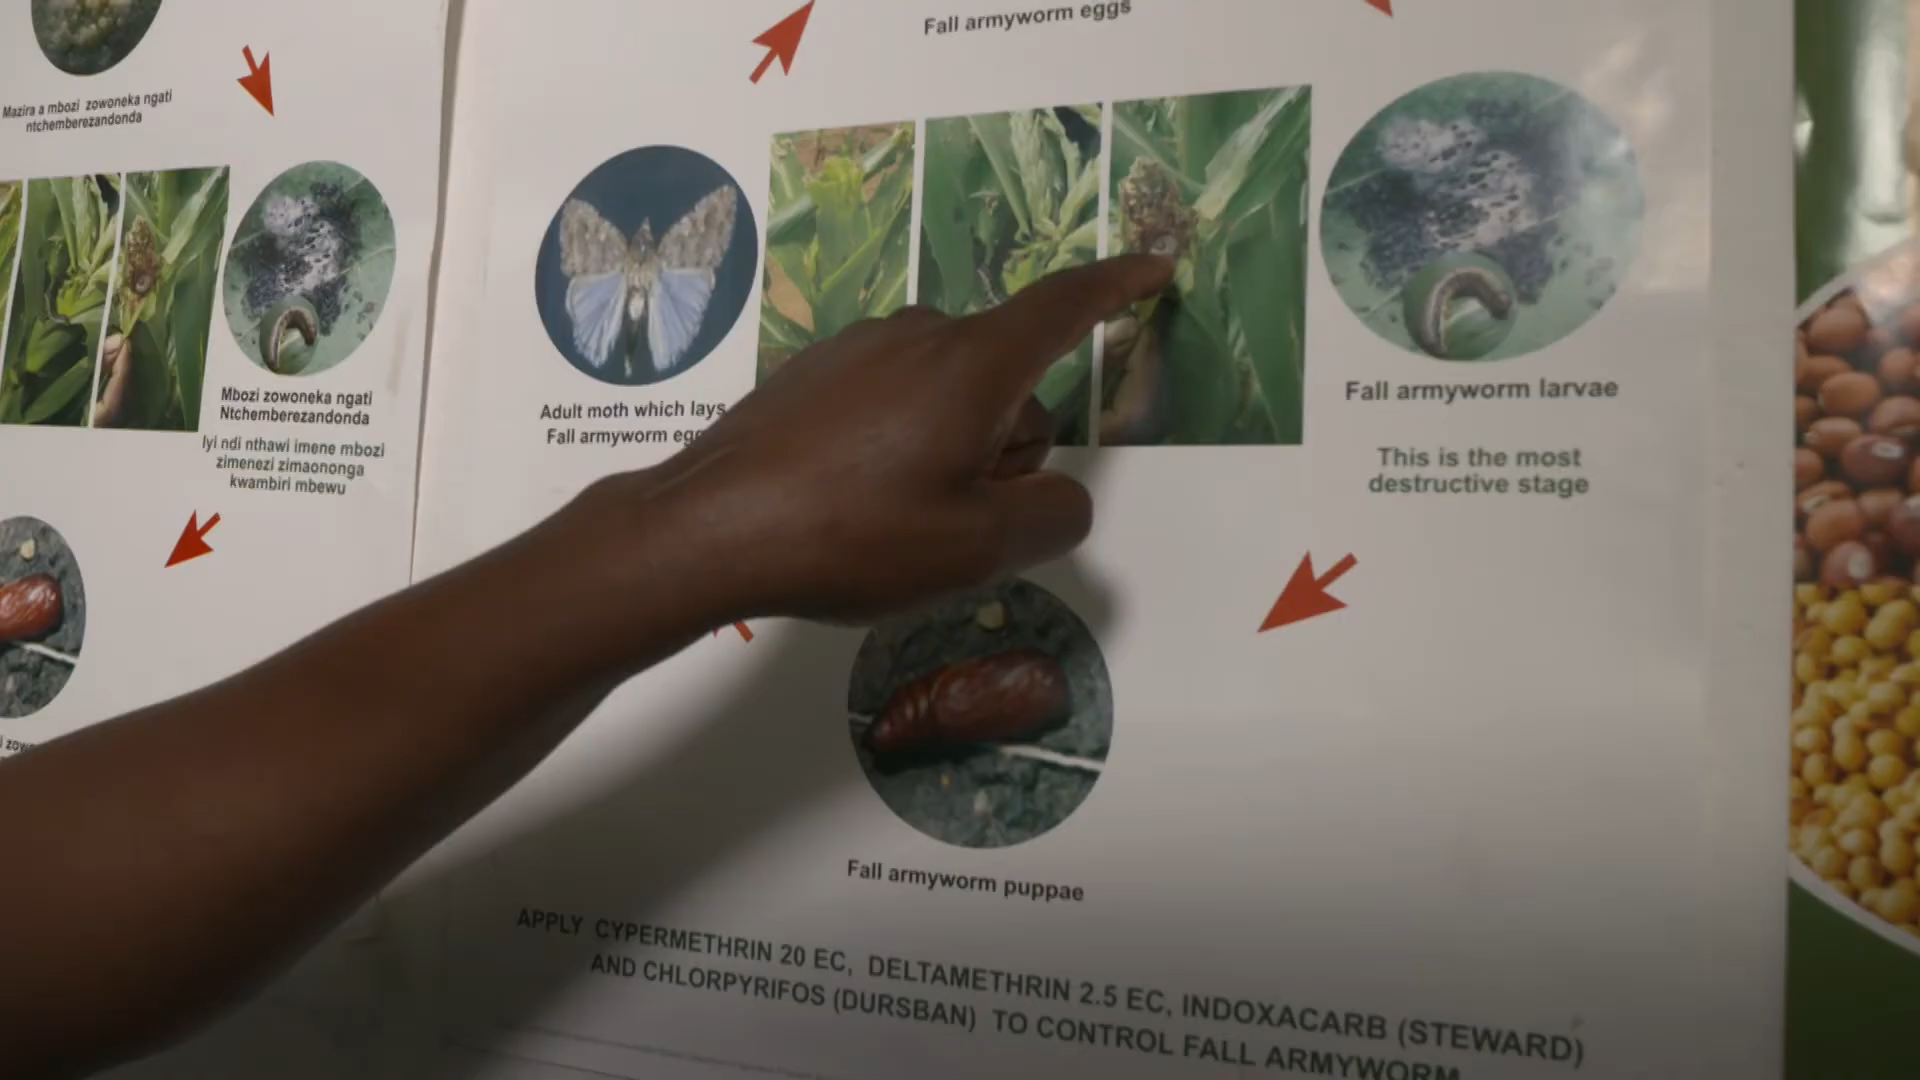 Mazira a mbozi zowoneka ngati
ntchemberezandonda
Mbozi zowoneka ngati
Ntchemberezandonda
Iyi ndi nthawi imene mbozi
zimenezi zimaononga
kwambiri mbewu
Fall armyworm eggs
Adult moth which lays
Fall armyworm
Fall armyworm larvae
This is the most
destructive stage
Fall armyworm puppae
APPLY CYPERMETHRIN 20 EC, DELTAMETHRIN 2.5 EC, INDOXACARB (STEWARD)
AND CHLORPYRIFOS (DURSBAN) TO CONTROL FALL ARMYWORM